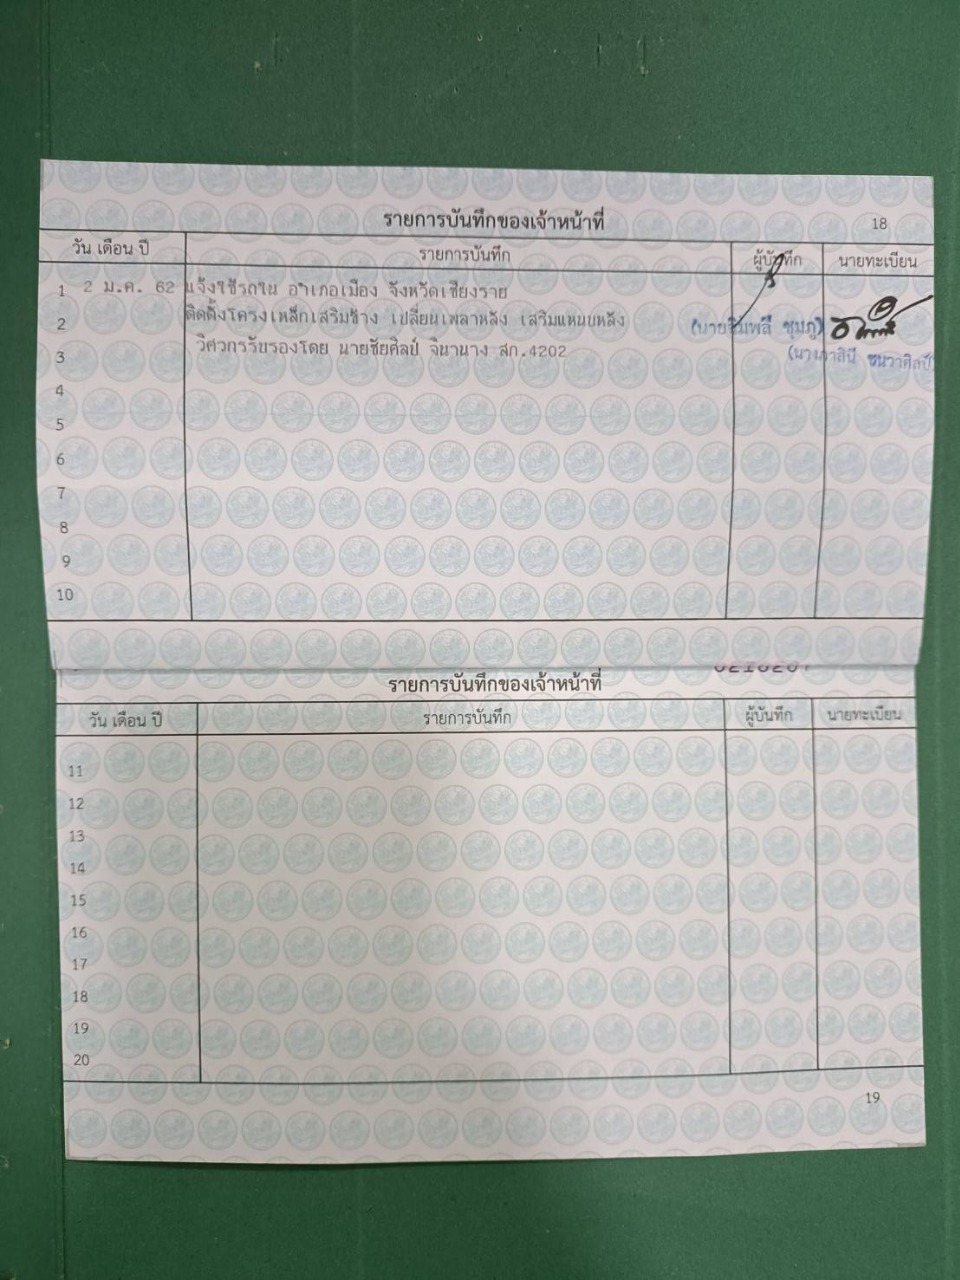 รายการบันทึกของเจ้าหน้าที่ 18
วัน เดือน ปี รายการบันทึก ผู้บันทึก นายทะเบียน
1 2 ม.ค. 62 แจ้งใช้รถใน อำเภอเมือง จังหวัดเชียงราย
2 ติดตั้งโครงเหล็กเสริมข้าง เปลี่ยนเพลาหลัง เสริมแหนบหลัง
3 วิศวกรรับรองโดย นายชัยศิลป์ จินานาง สก.4202
4
5
6
7
8
9
10
รายการบันทึกของเจ้าหน้าที่
วัน เดือน ปี รายการบันทึก ผู้บันทึก นายทะเบียน
11
12
13
14
15
16
17
18
19
20
19